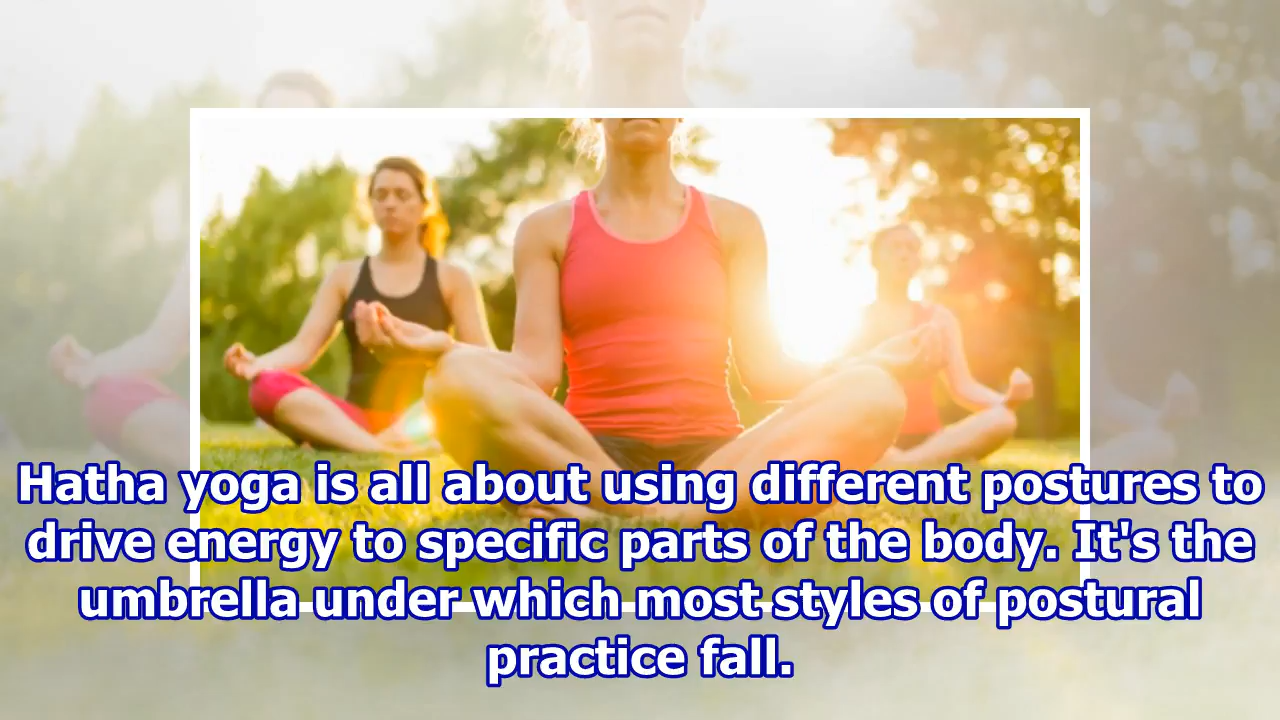 Hatha yoga is all about using different postures to
drive energy to specific parts of the body. It's the
umbrella under which most styles of postural
practice fall.